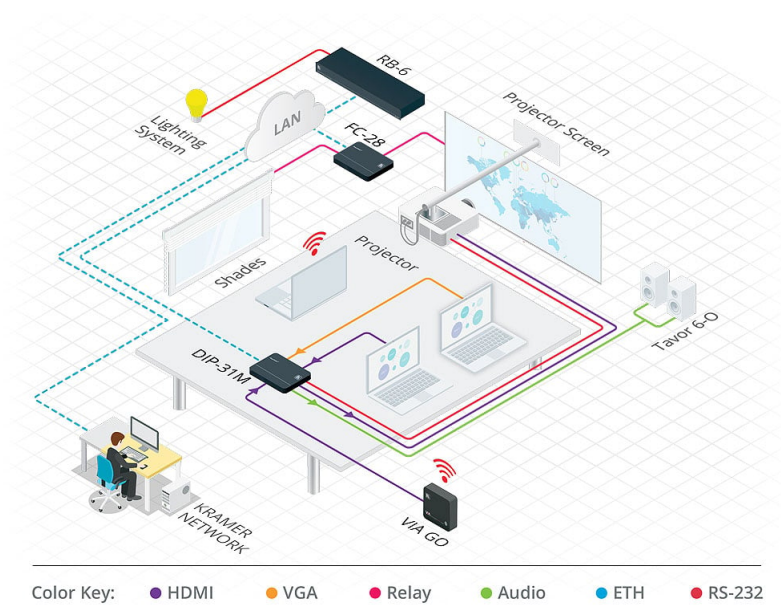 RB-6
Projector Screen
Lighting
System
LAN
FC-28
Shades
Projector
Tavor 6-O
DIP-31M
KRAMER
NETWORK
VIA GO
Color Key: HDMI VGA Relay Audio ETH RS-232